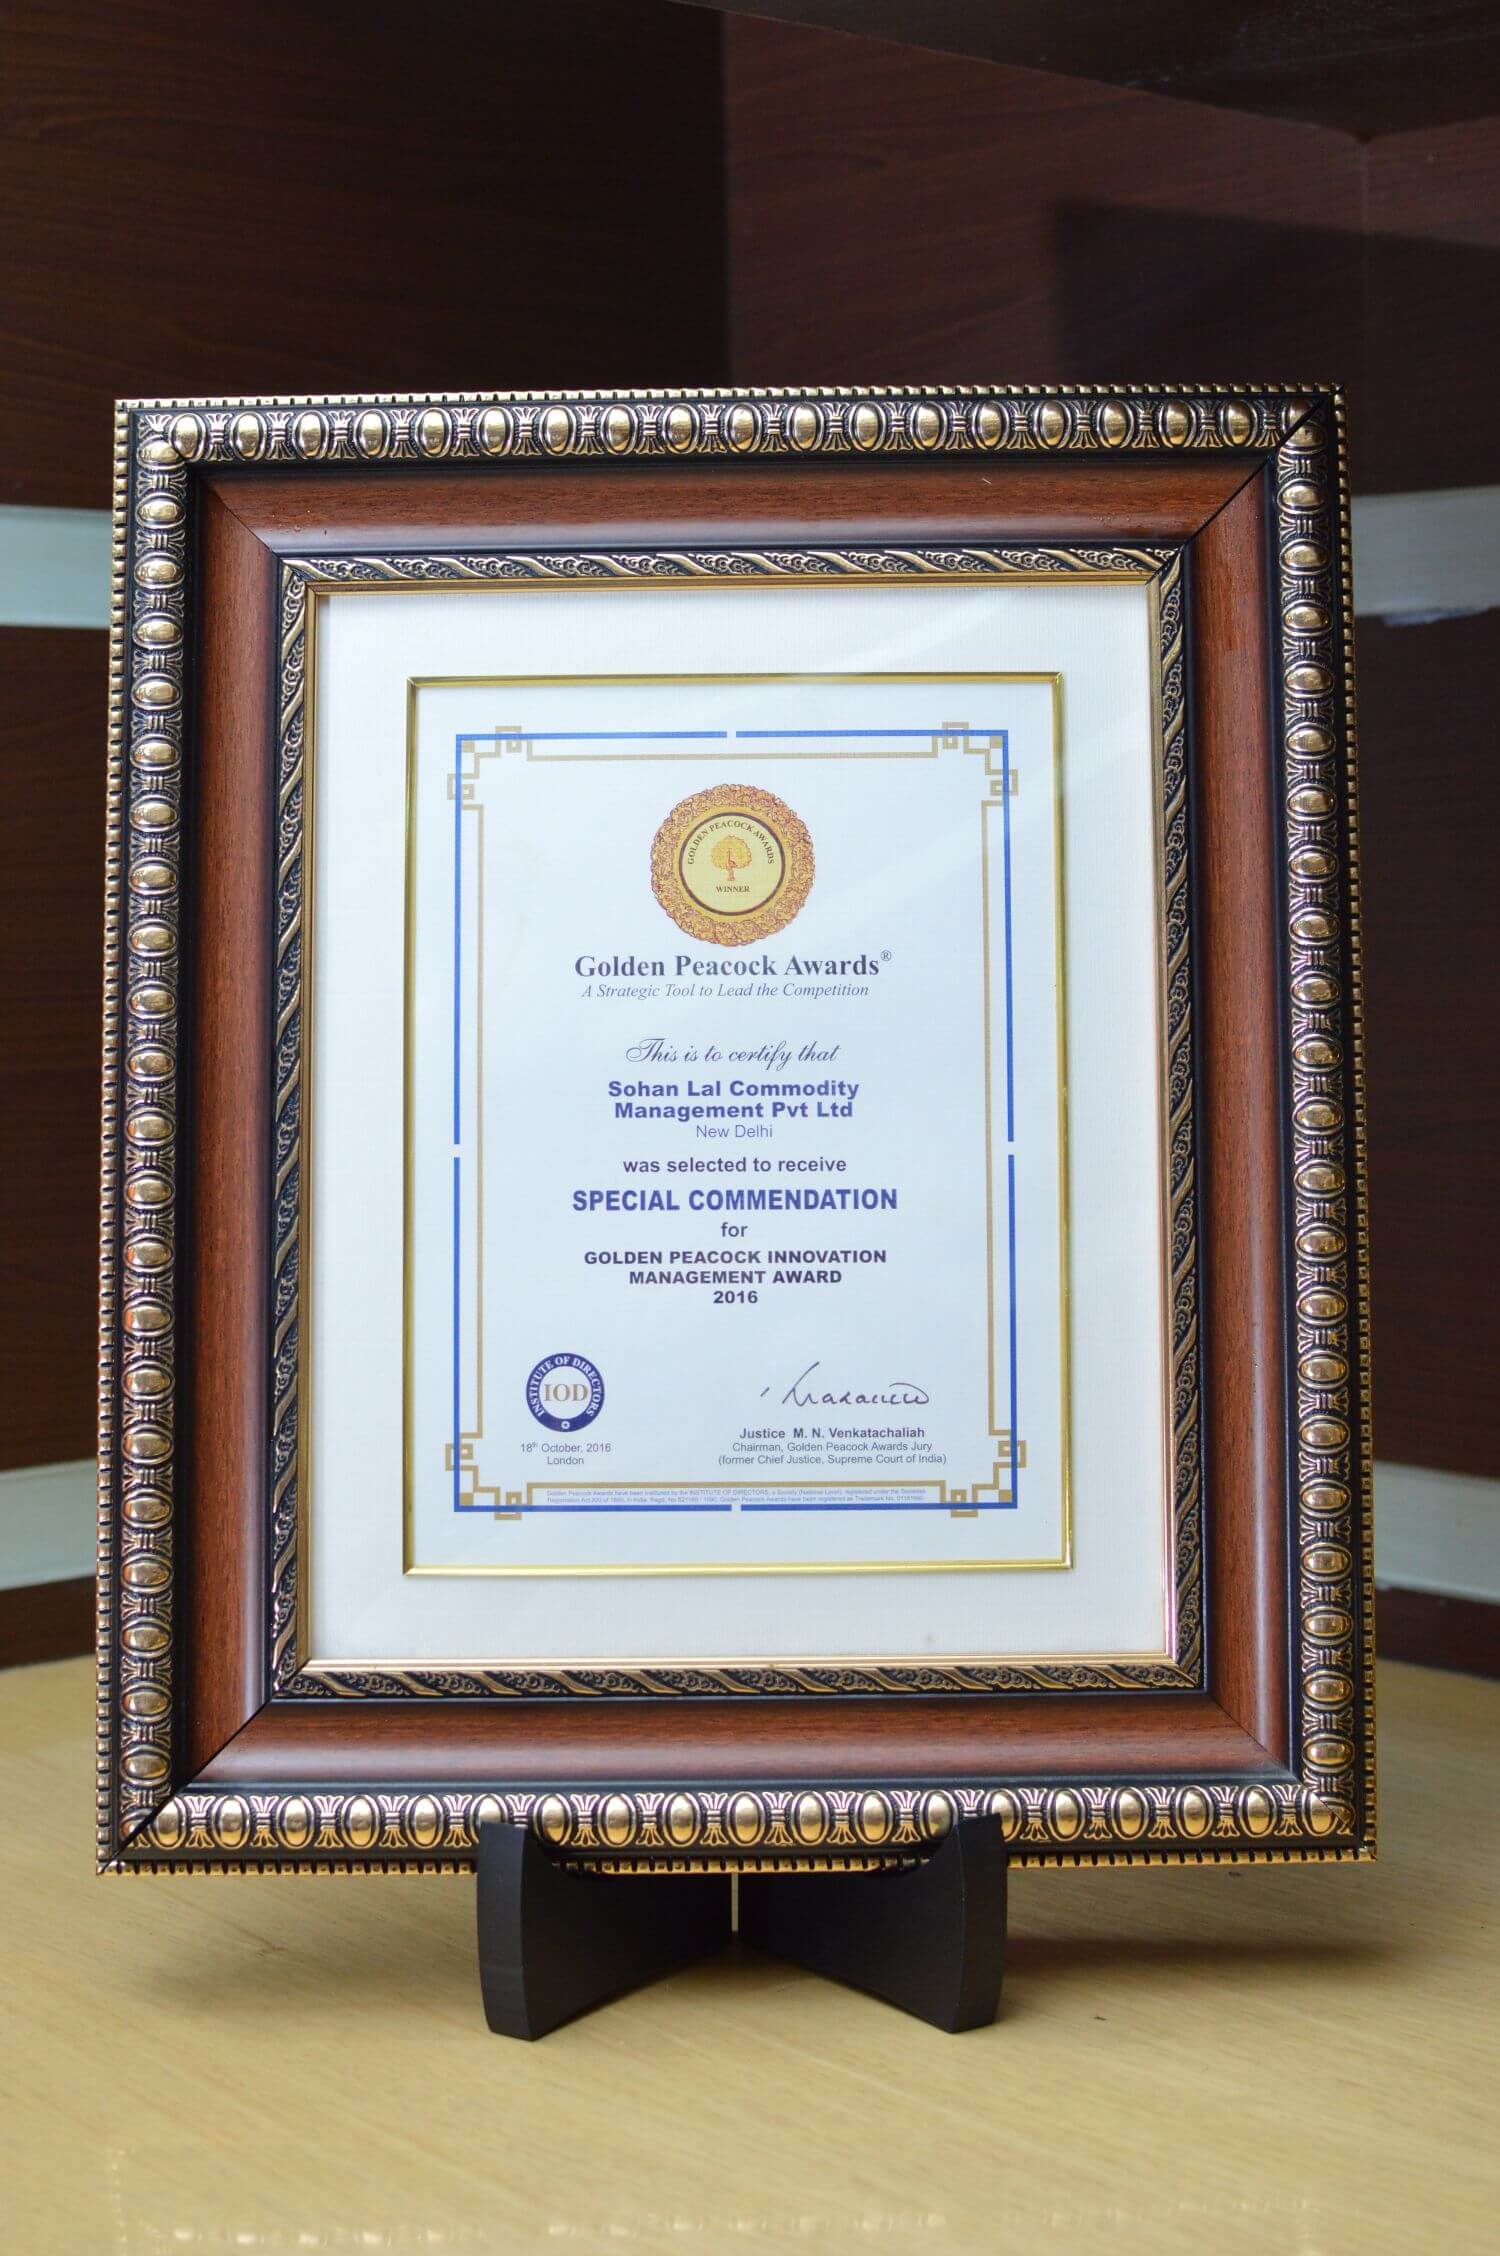 GOLDEN PEACOCK AWARDS
WINNER
Golden Peacock Awards®
A Strategic Tool to Lead the Competition
This is to certify that
Sohan Lal Commodity
Management Pvt Ltd
New Delhi
was selected to receive
SPECIAL COMMENDATION
for
GOLDEN PEACOCK INNOVATION
MANAGEMENT AWARD
2016
INSTITUTE OF DIRECTORS
IOD
18th October, 2016
London
Justice M. N. Venkatachaliah
Chairman, Golden Peacock Awards Jury
(former Chief Justice, Supreme Court of India)
Golden Peacock Awards have been instituted by the INSTITUTE OF DIRECTORS, a Society (National Level), registered under the Societies
Registration Act XXI of 1860, in India. Regd. No. Golden Peacock Awards have been registered as Trademark No.